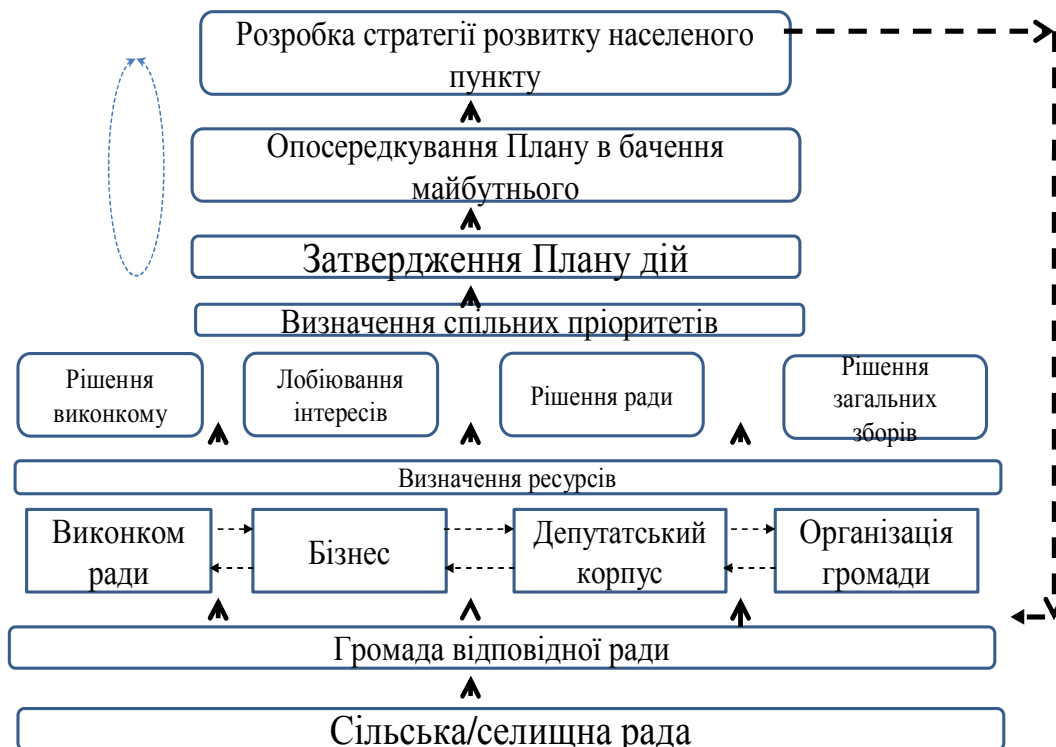 Розробка стратегії розвитку населеного
пункту
Опосередкування Плану в бачення
майбутнього
Затвердження Плану дій
Визначення спільних пріоритетів
Рішення
виконкому
Лобіювання
інтересів
Рішення ради
Рішення
загальних
зборів
Визначення ресурсів
Виконком
ради
Бізнес
Депутатський
корпус
Організація
громади
Громада відповідної ради
Сільська/селищна рада